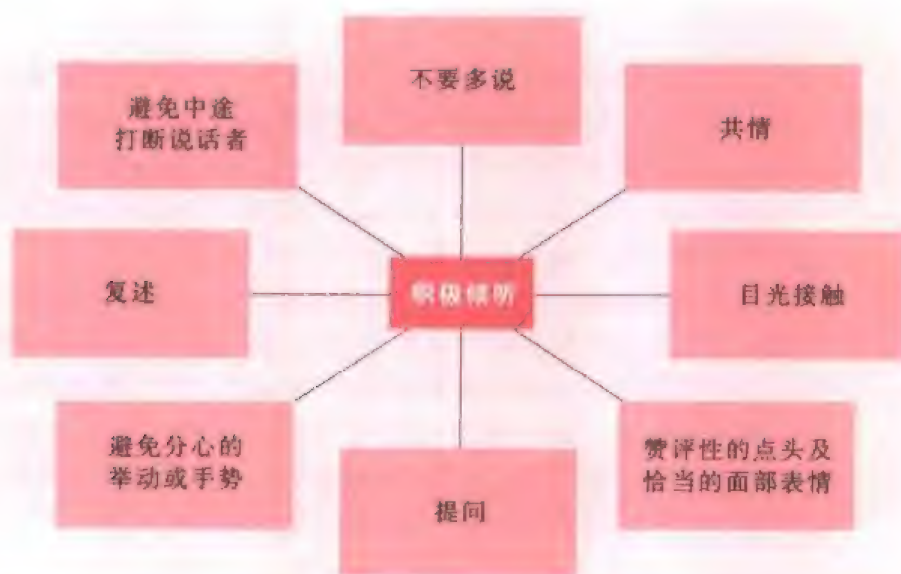 不要多说
避免中途
打断说话者
共情
复述
积极倾听
目光接触
避免分心的
举动或手势
提问
赞评性的点头及
恰当的面部表情